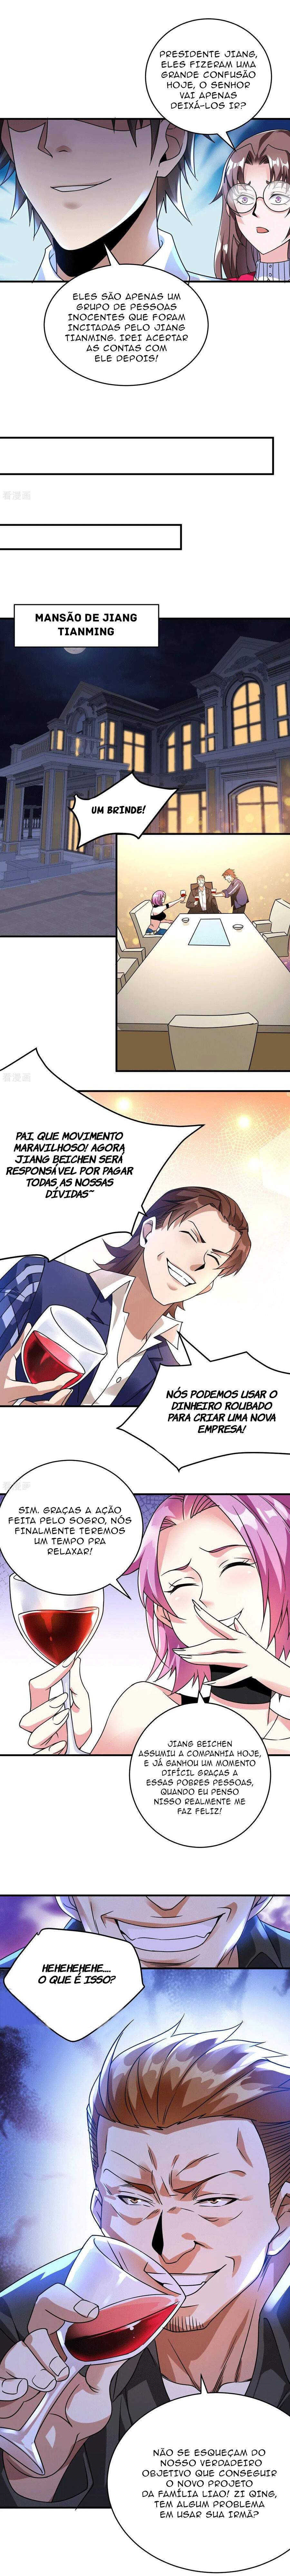 PRESIDENTE JIANG,
ELES FIZERAM UMA
GRANDE CONFUSÃO
HOJE, O SENHOR
VAI APENAS
DEIXÁ-LOS IR?
ELES SÃO APENAS UM
GRUPO DE PESSOAS
INOCENTES QUE FORAM
INCITADAS PELO JIANG
TIANMING. IREI ACERTAR
AS CONTAS COM
ELE DEPOIS!
看漫画
MANSÃO DE JIANG
TIANMING
UM BRINDE!
看漫画
PAI, QUE MOVIMENTO
MARAVILHOSO! AGORA
JIANG BEICHEN SERÁ
RESPONSÁVEL POR PAGAR
TODAS AS NOSSAS
DÍVIDAS~
NÓS PODEMOS USAR O
DINHEIRO ROUBADO
PARA CRIAR UMA NOVA
EMPRESA!
SIM. GRAÇAS A AÇÃO
FEITA PELO SOGRO, NÓS
FINALMENTE TEREMOS
UM TEMPO PRA
RELAXAR!
JIANG BEICHEN
ASSUMIU A COMPANHIA HOJE,
E JÁ GANHOU UM MOMENTO
DIFÍCIL GRAÇAS A
ESSAS POBRES PESSOAS,
QUANDO EU PENSO
NISSO REALMENTE ME
FAZ FELIZ!
HEHEHEHEHE....
O QUE É ISSO?
NÃO SE ESQUEÇAM DO
NOSSO VERDADEIRO
OBJETIVO QUE CONSEGUIR
O NOVO PROJETO
DA FAMÍLIA LIAO! ZI QING,
TEM ALGUM PROBLEMA
EM USAR SUA IRMÃ?